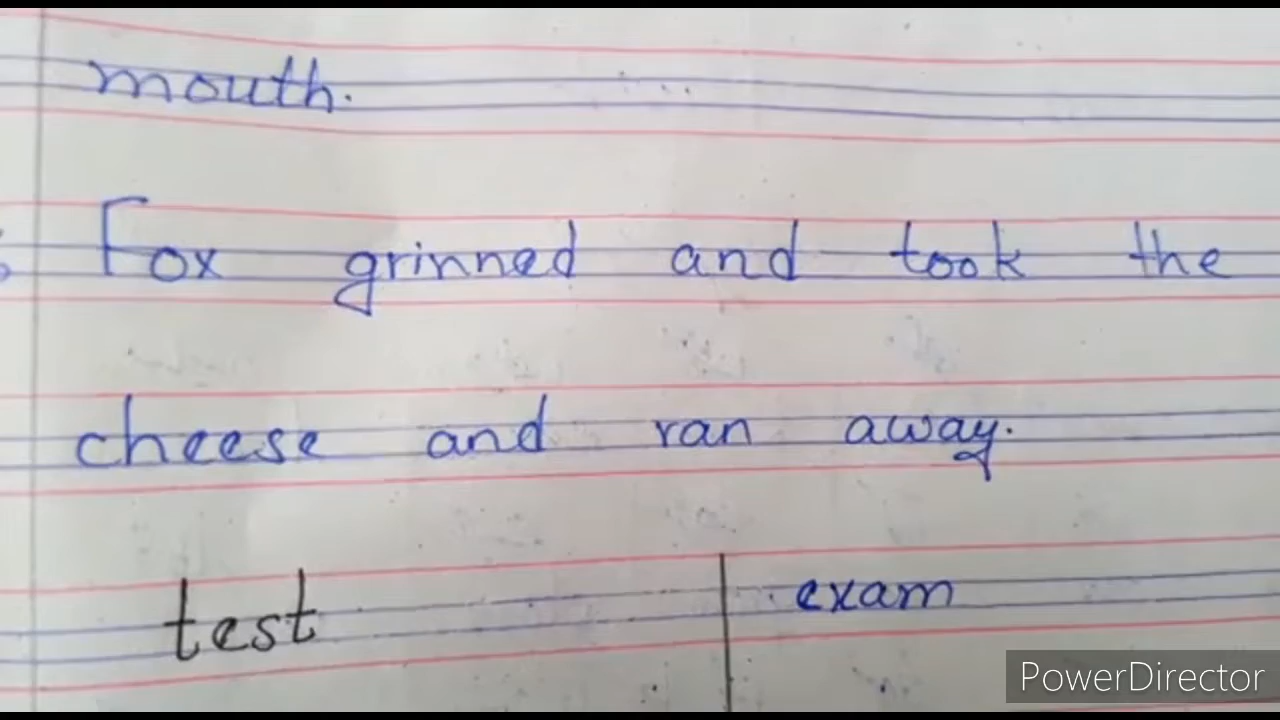 mouth.
Fox grinned and took the
cheese and ran away.
test exam
PowerDirector